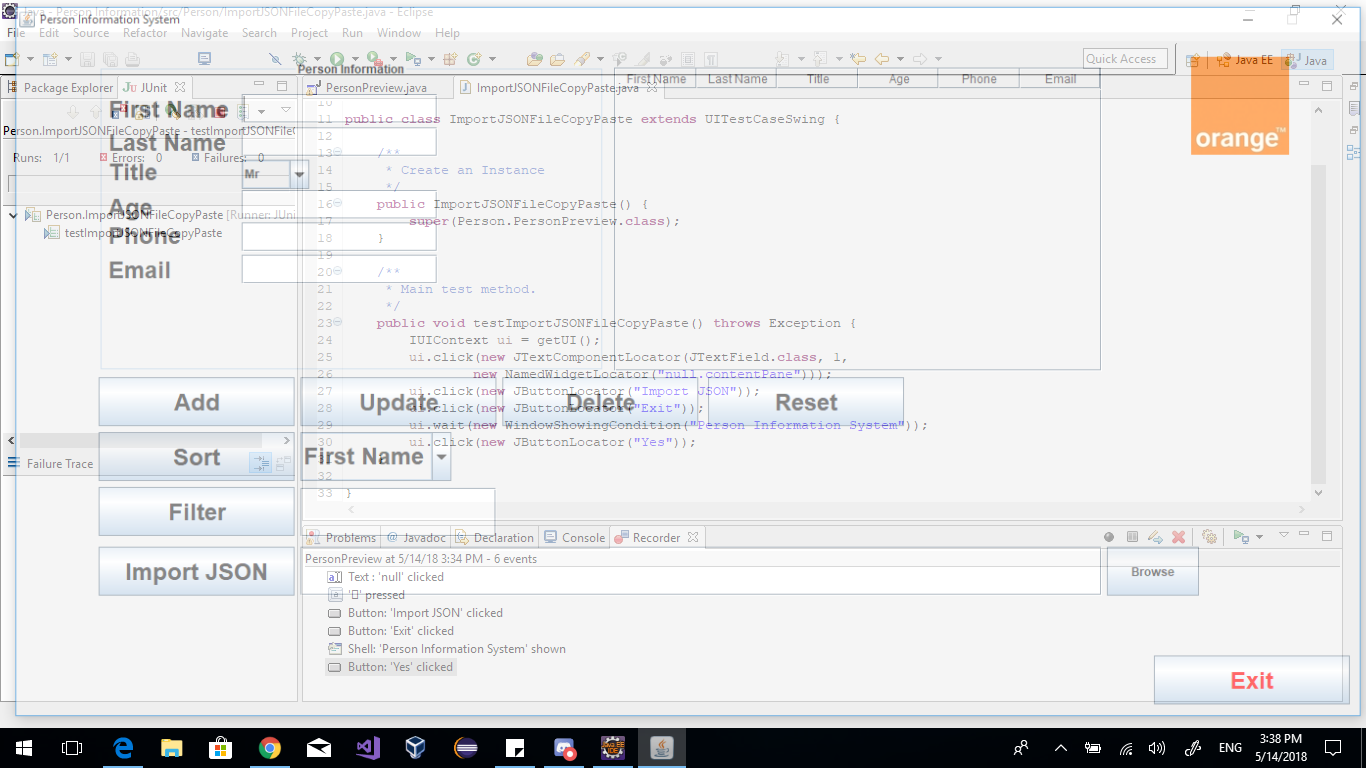 Java - Person Information/src/Person/ImportJSONFileCopyPaste.java - Eclipse
Person Information System
File Edit Source Refactor Navigate Search Project Run Window Help
Quick Access
Java EE
Java
Package Explorer
JUnit
Person.ImportJSONFileCopyPaste - testImportJSONFile
Runs: 1/1
Errors: 0
Failures: 0
Person.ImportJSONFileCopyPaste [Runner: JUni
testImportJSONFileCopyPaste
Failure Trace
Person Information
First Name
Last Name
Title
Mr
Age
Phone
Email
First Name Last Name Title Age Phone Email
orange™
Add
Update
Delete
Reset
Sort
First Name
Filter
Import JSON
Browse
Exit
PersonPreview.java
ImportJSONFileCopyPaste.java
10
11 public class ImportJSONFileCopyPaste extends UITestCaseSwing {
12
13 /**
14 * Create an Instance
15 */
16 public ImportJSONFileCopyPaste() {
17 super(Person.PersonPreview.class);
18 }
19
20 /**
21 * Main test method.
22 */
23 public void testImportJSONFileCopyPaste() throws Exception {
24 IUIContext ui = getUI();
25 ui.click(new JTextComponentLocator(JTextField.class, 1,
26 new NamedWidgetLocator("null.contentPane")));
27 ui.click(new JButtonLocator("Import JSON"));
28 ui.click(new JButtonLocator("Exit"));
29 ui.wait(new WindowShowingCondition("Person Information System"));
30 ui.click(new JButtonLocator("Yes"));
31 }
32
33 }
Problems
@ Javadoc
Declaration
Console
Recorder
PersonPreview at 5/14/18 3:34 PM - 6 events
Text : 'null' clicked
'▯' pressed
Button: 'Import JSON' clicked
Button: 'Exit' clicked
Shell: 'Person Information System' shown
Button: 'Yes' clicked
ENG
3:38 PM
5/14/2018